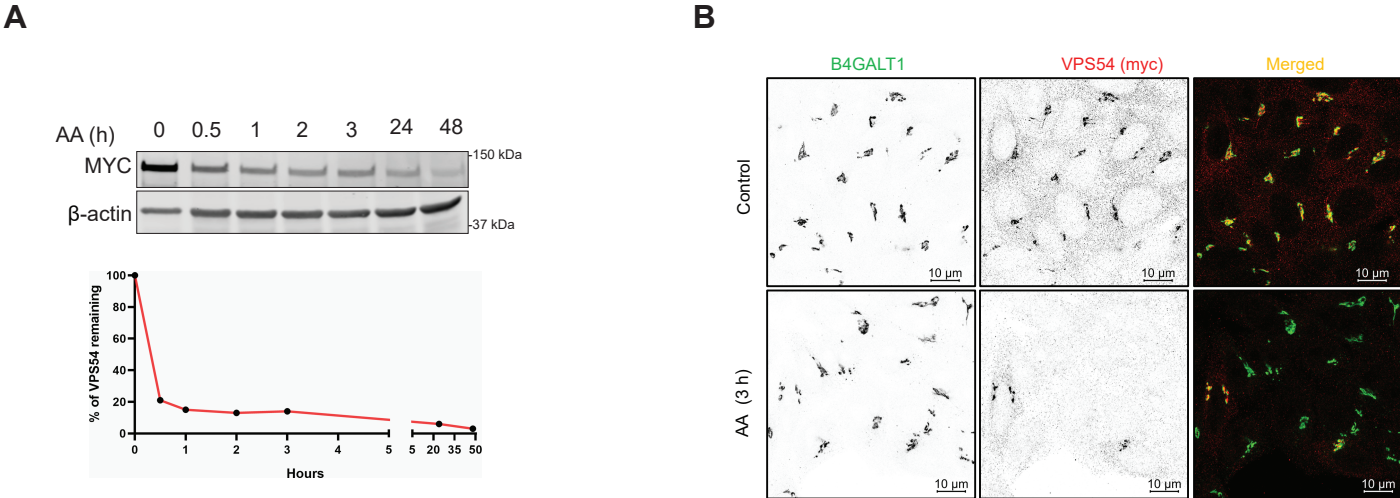 A
AA (h) 0 0.5 1 2 3 24 48
MYC
-150 kDa
β-actin
-37 kDa
% of VPS54 remaining
100
80
60
40
20
0
0 1 2 3 4 5 5 20 35 50
Hours
B
B4GALT1 VPS54 (myc) Merged
Control
10 µm 10 µm 10 µm
AA (3 h)
10 µm 10 µm 10 µm